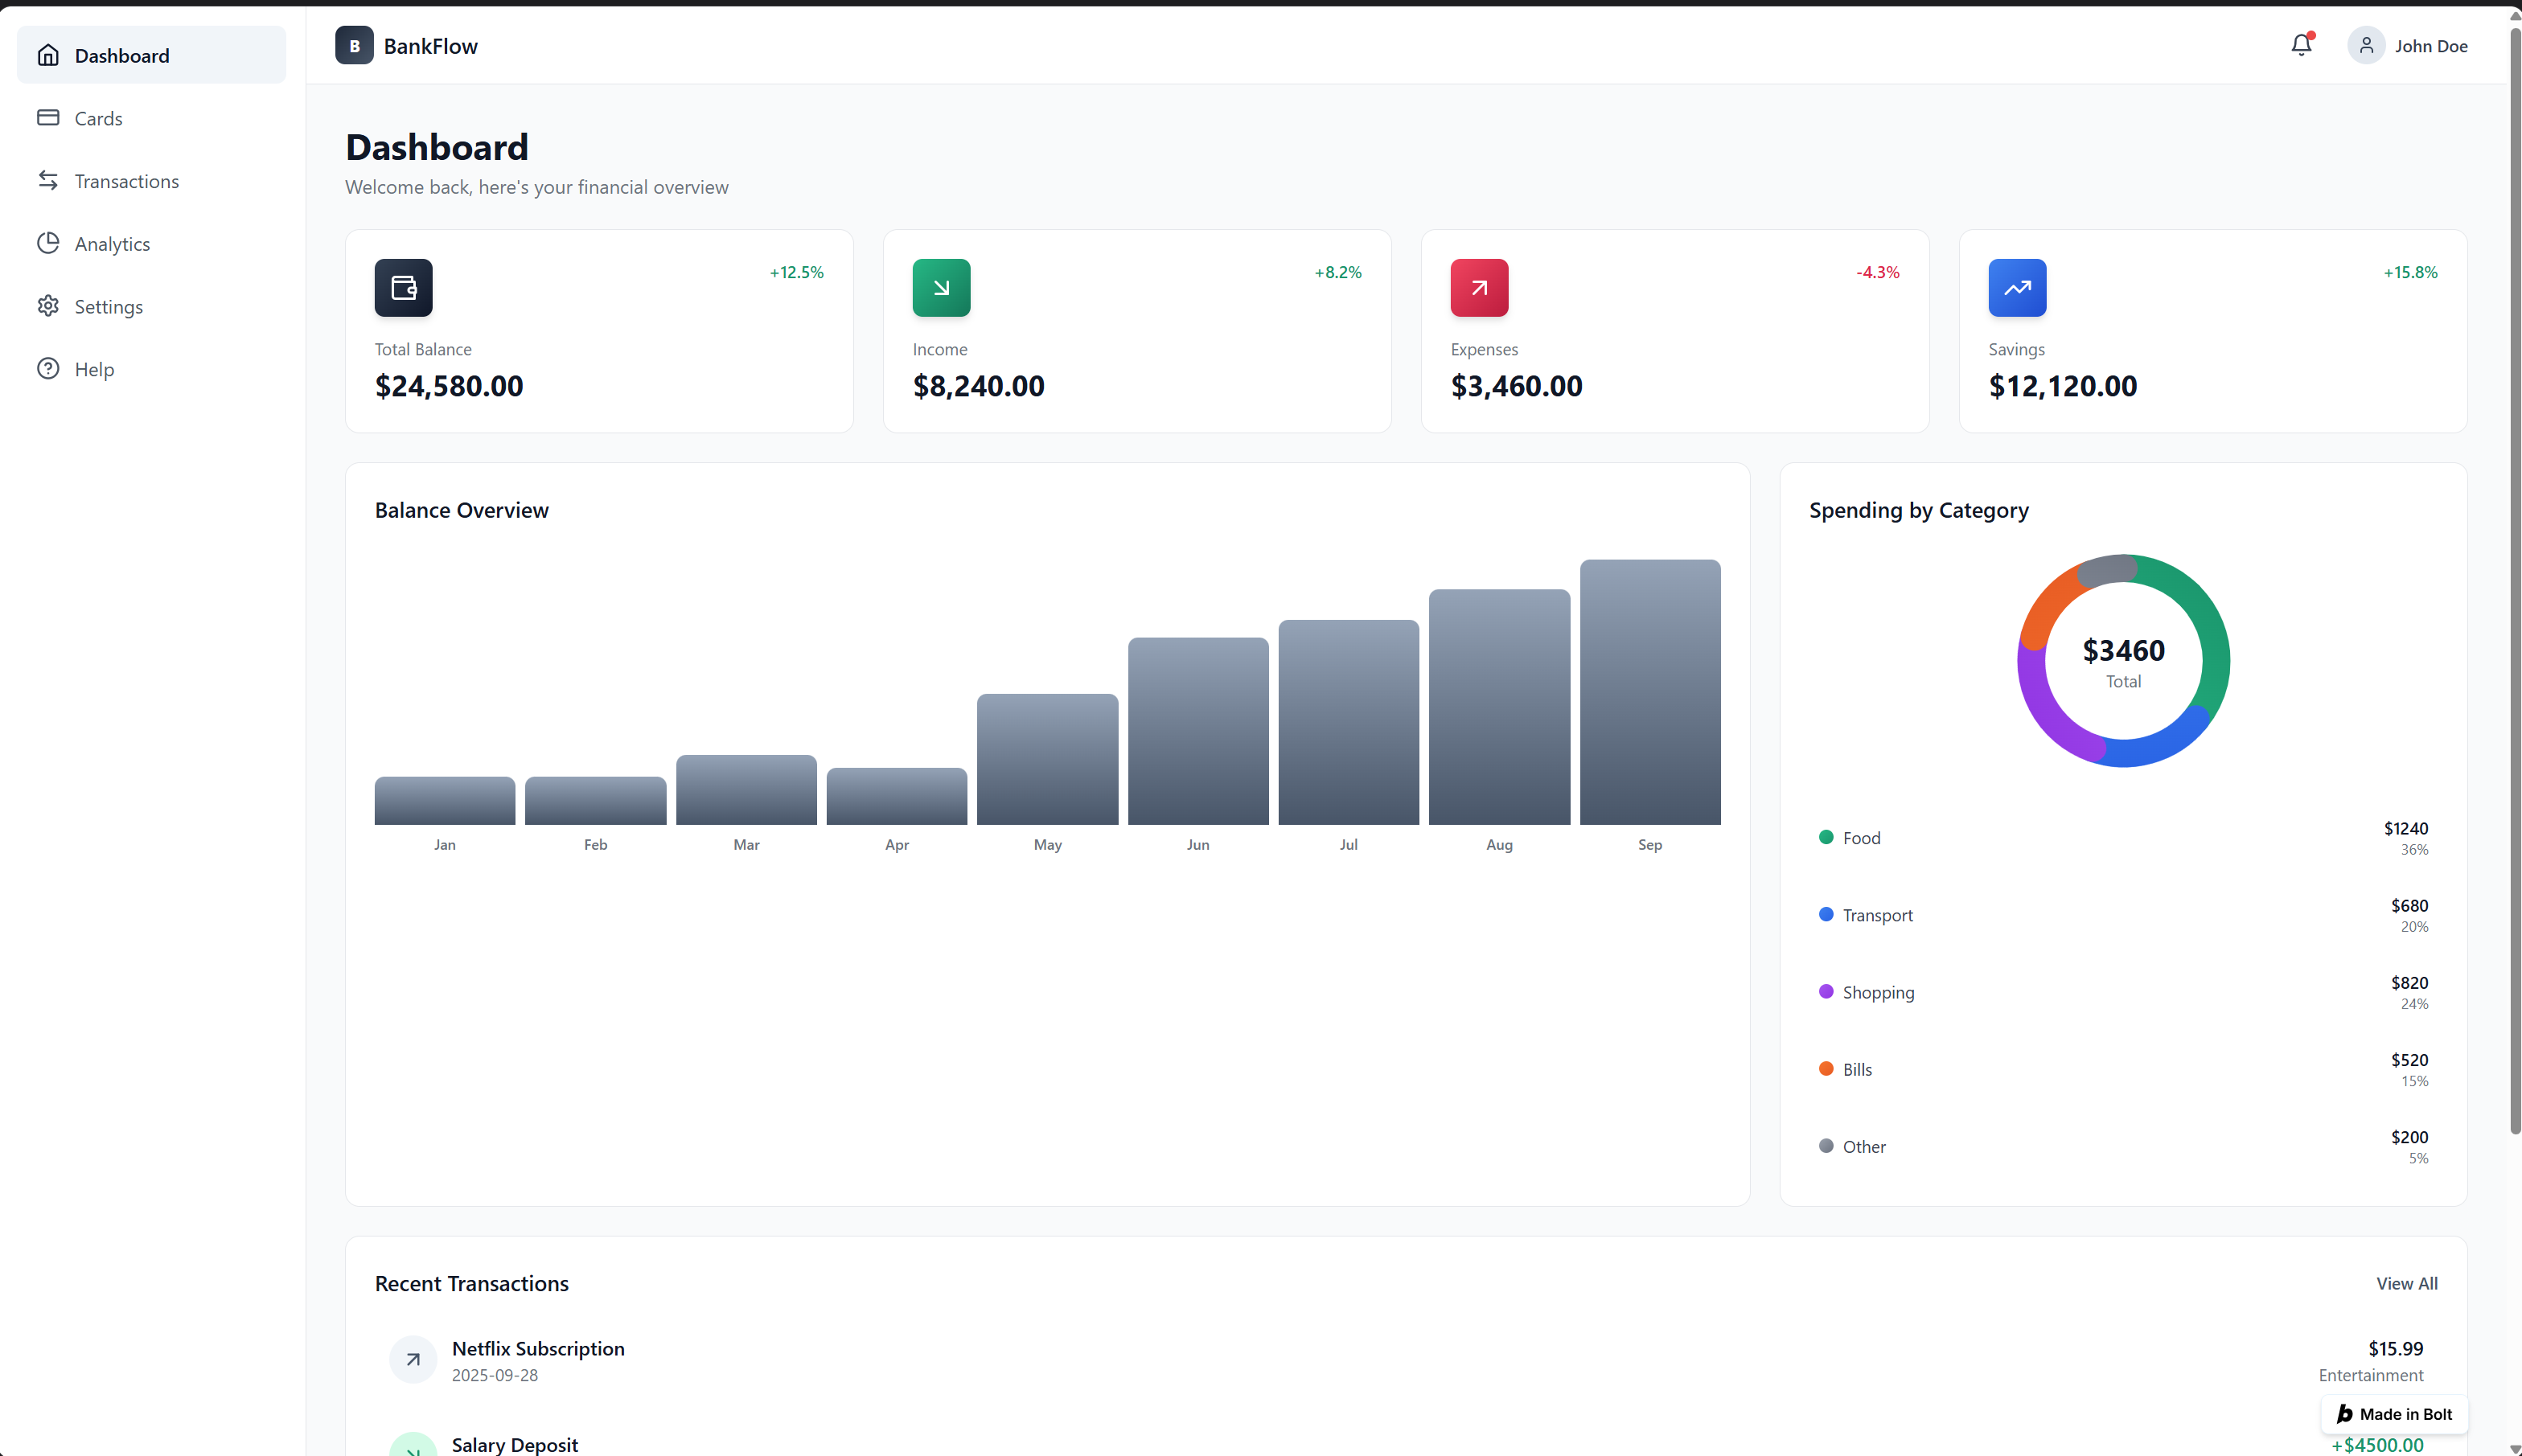 Dashboard
Cards
Transactions
Analytics
Settings
Help
B BankFlow
John Doe
Dashboard
Welcome back, here's your financial overview
+12.5%
Total Balance
$24,580.00
+8.2%
Income
$8,240.00
-4.3%
Expenses
$3,460.00
+15.8%
Savings
$12,120.00
Balance Overview
Jan Feb Mar Apr May Jun Jul Aug Sep
Spending by Category
$3460
Total
Food $1240
36%
Transport $680
20%
Shopping $820
24%
Bills $520
15%
Other $200
5%
Recent Transactions View All
Netflix Subscription $15.99
2025-09-28 Entertainment
b Made in Bolt
Salary Deposit +$4500.00